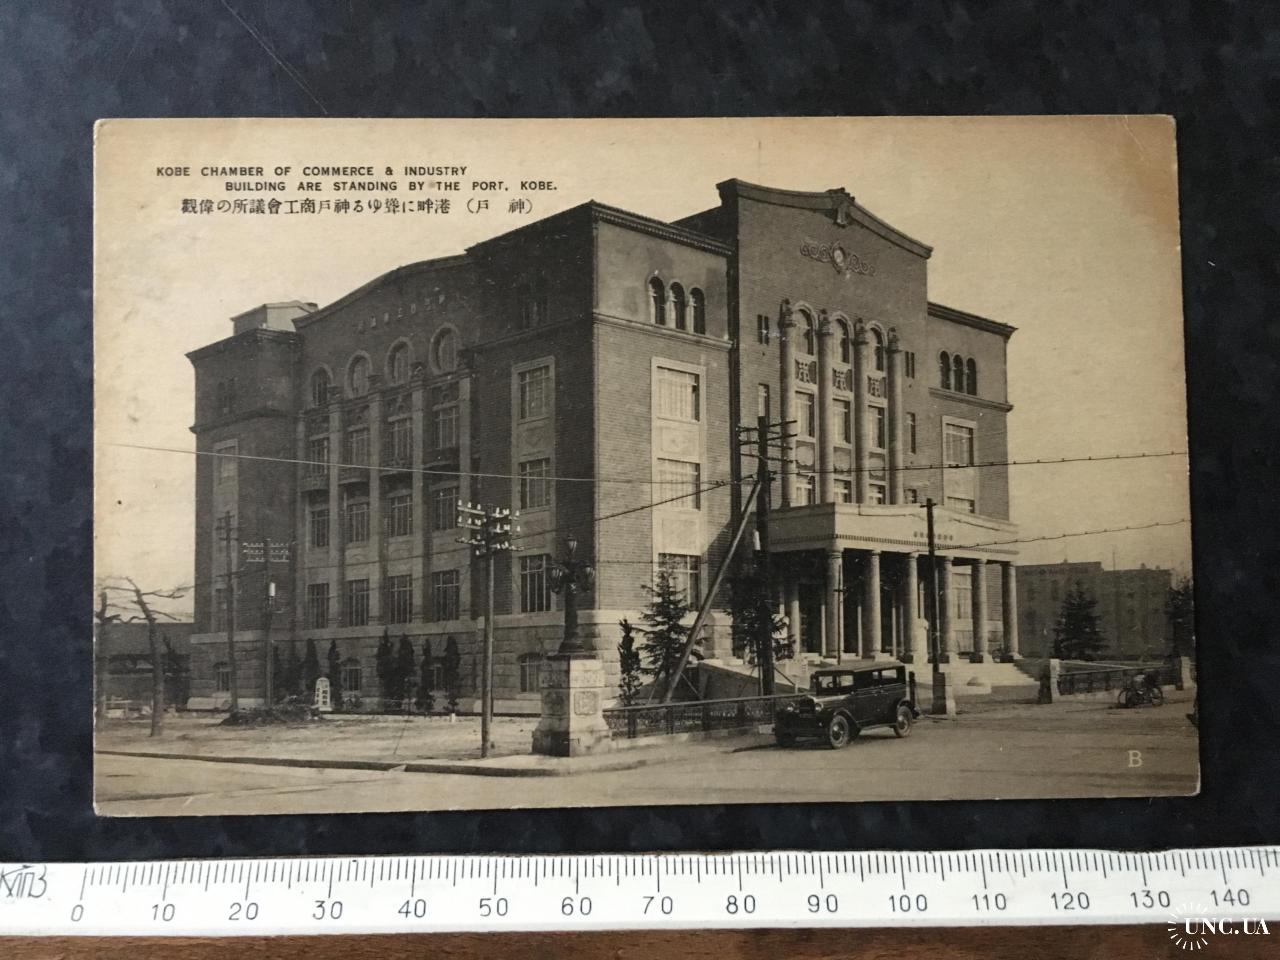 KOBE CHAMBER OF COMMERCE & INDUSTRY
BUILDING ARE STANDING BY THE PORT, KOBE.
觀偉の所議會工商戸神るゆ聳に畔港 (戸 神)
B
КПВ
0 10 20 30 40 50 60 70 80 90 100 110 120 130 140
UNC.UA